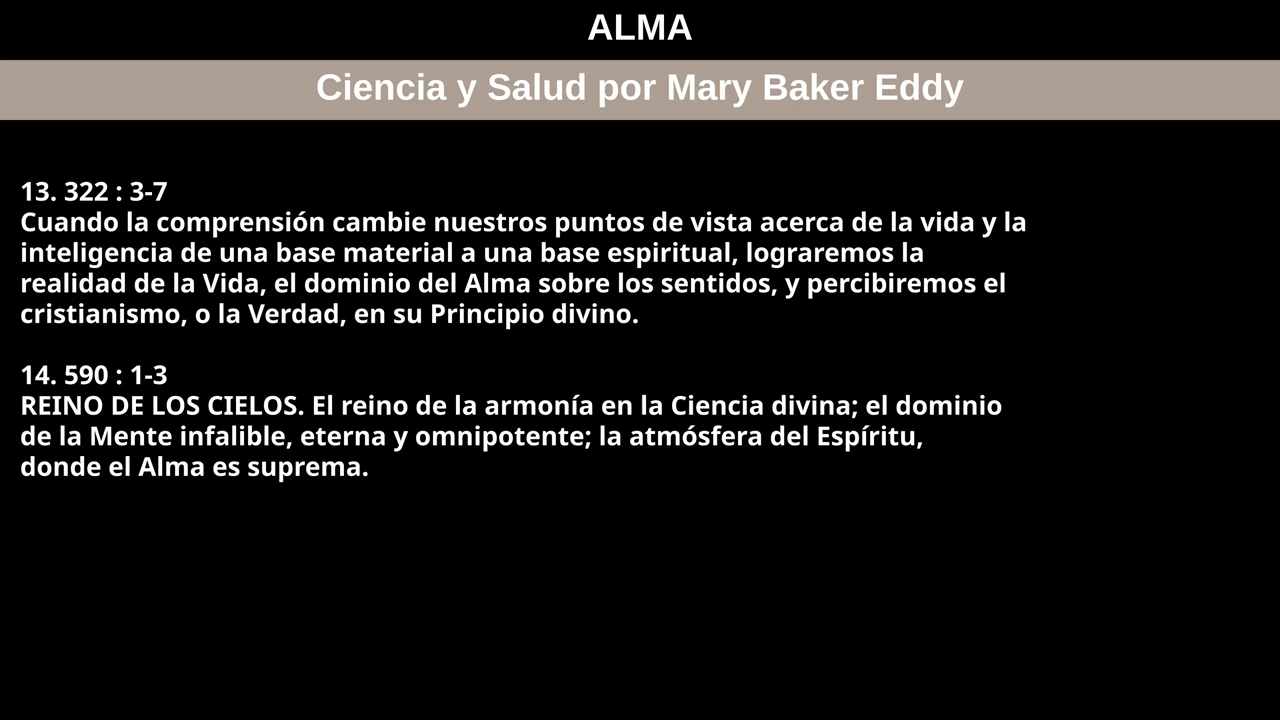 ALMA
Ciencia y Salud por Mary Baker Eddy
13. 322 : 3-7
Cuando la comprensión cambie nuestros puntos de vista acerca de la vida y la
inteligencia de una base material a una base espiritual, lograremos la
realidad de la Vida, el dominio del Alma sobre los sentidos, y percibiremos el
cristianismo, o la Verdad, en su Principio divino.
14. 590 : 1-3
REINO DE LOS CIELOS. El reino de la armonía en la Ciencia divina; el dominio
de la Mente infalible, eterna y omnipotente; la atmósfera del Espíritu,
donde el Alma es suprema.